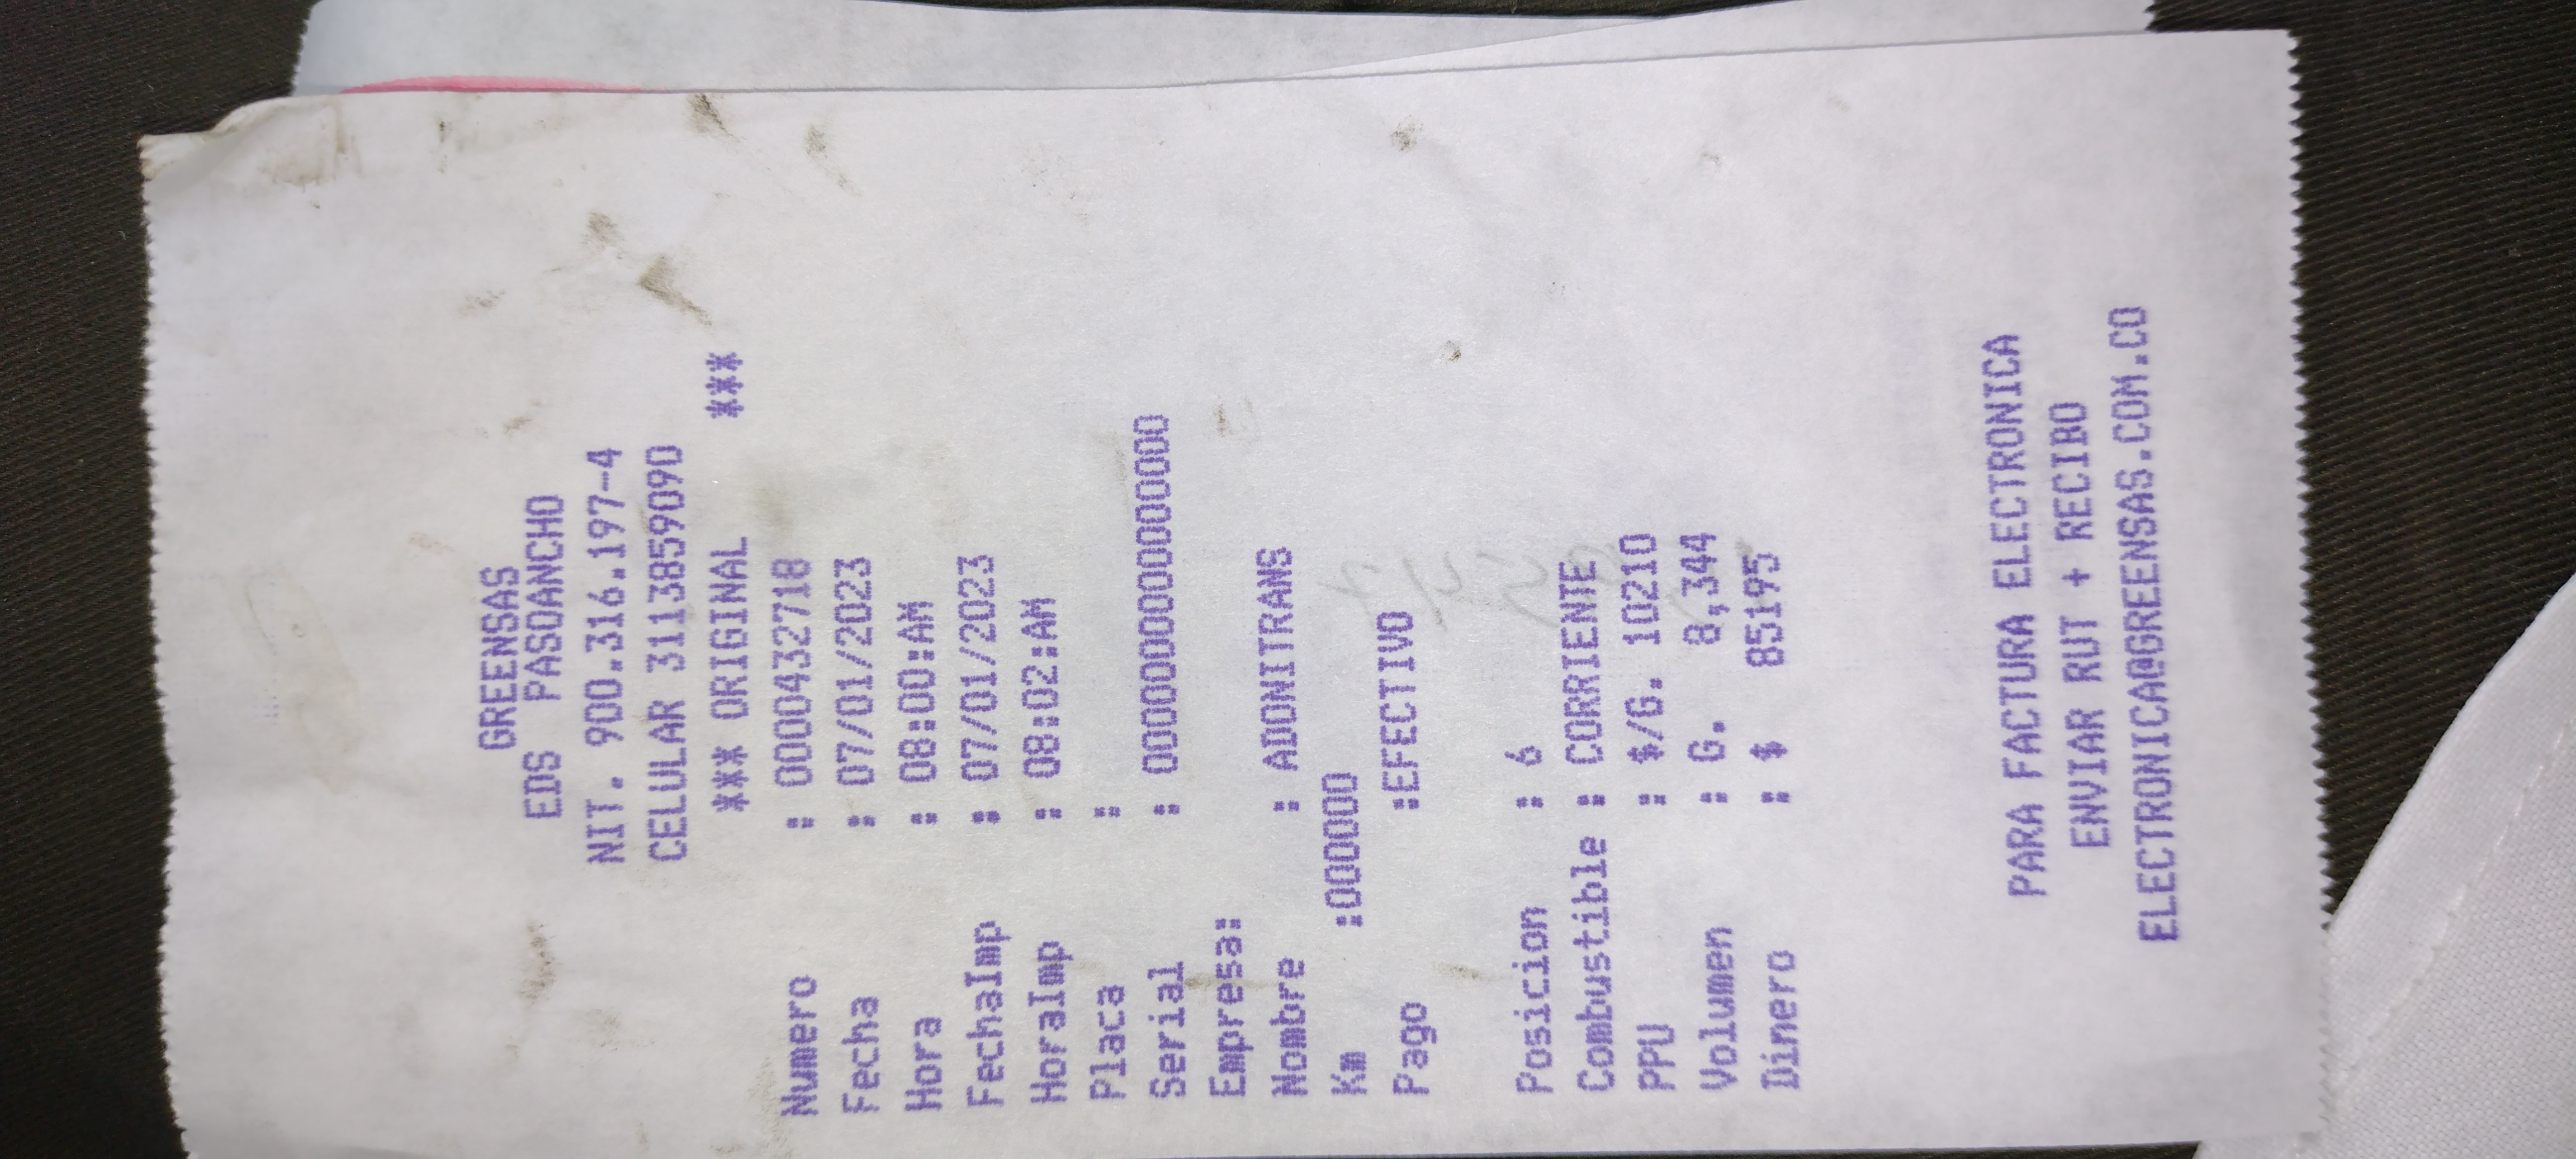 GREENSAS
EDS PASOANCHO
NIT. 900.316.197-4
CELULAR 3113859090
*** ORIGINAL ***
Numero : 0000432718
Fecha : 07/01/2023
Hora : 08:00:AM
FechaImp : 07/01/2023
HoraImp : 08:02:AM
Placa :
Serial : 0000000000000000
Empresa:
Nombre : ADONITRANS
Km :000000
Pago :EFECTIVO
Posicion : 6
Combustible : CORRIENTE
PPU : $/G. 10210
Volumen : G. 8,344
Dinero : $ 85195
PARA FACTURA ELECTRONICA
ENVIAR RUT + RECIBO
ELECTRONICA@GREENSAS.COM.CO